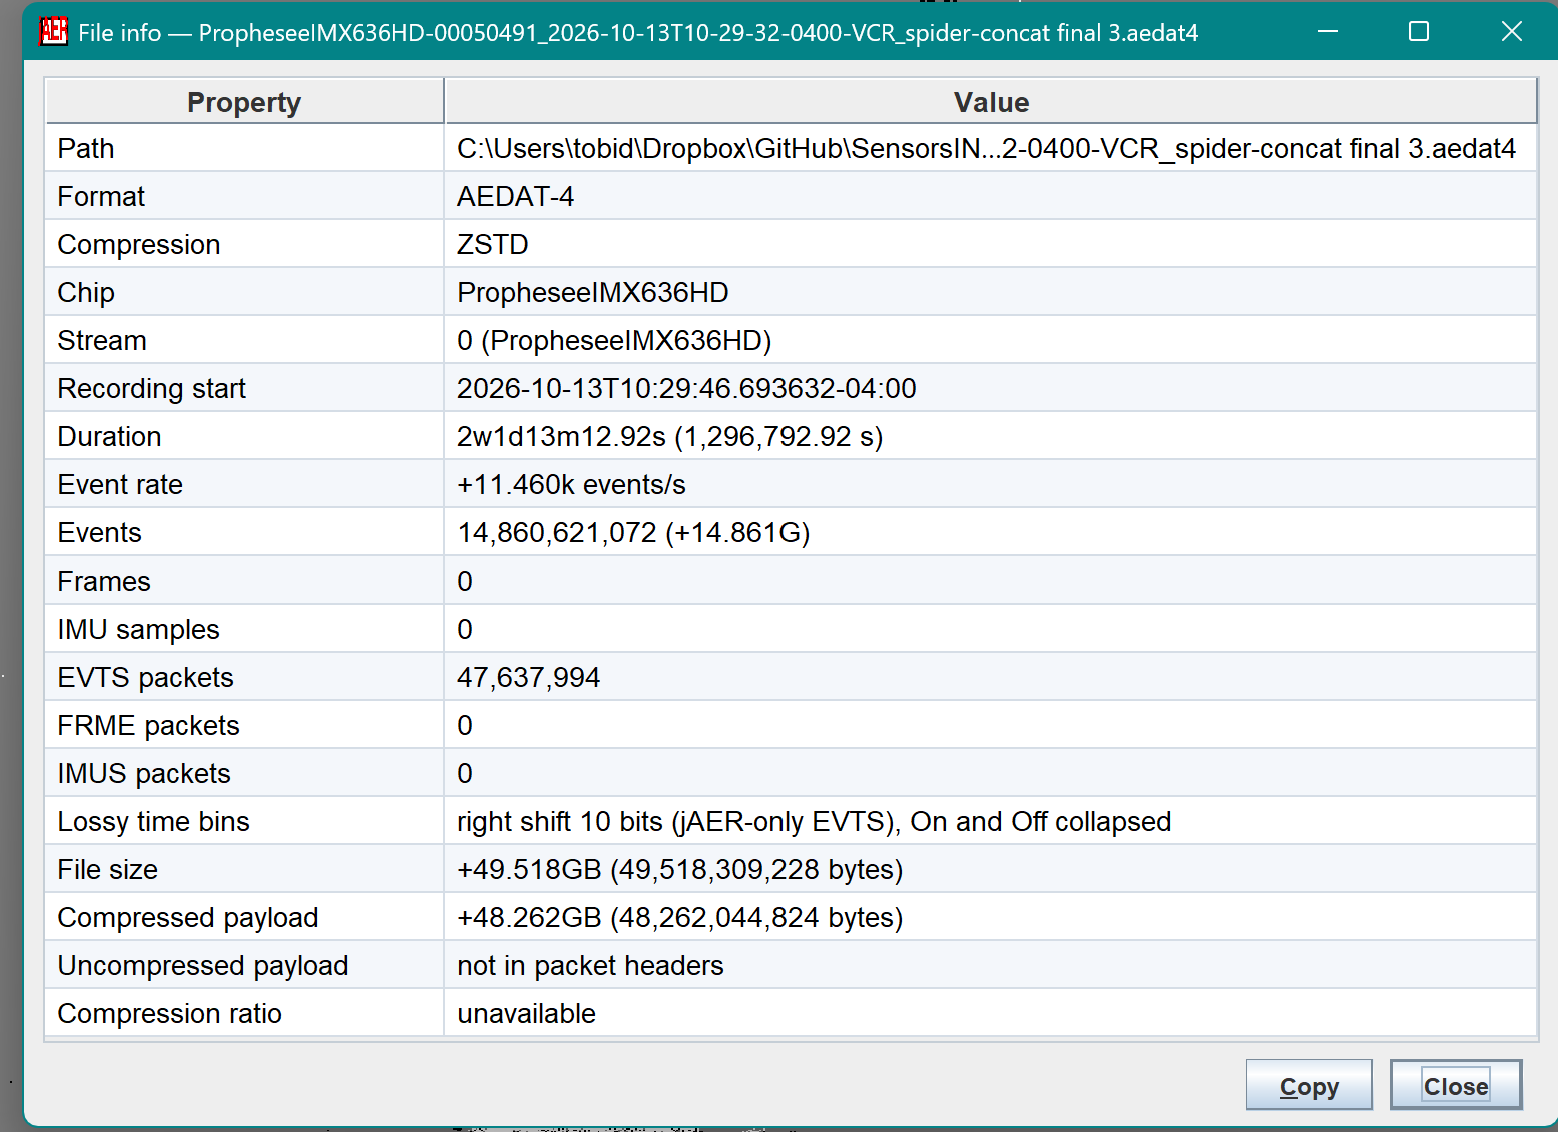 AER File info — PropheseeIMX636HD-00050491_2026-10-13T10-29-32-0400-VCR_spider-concat final 3.aedat4
Property Value
Path C:\Users\tobid\Dropbox\GitHub\SensorsIN...2-0400-VCR_spider-concat final 3.aedat4
Format AEDAT-4
Compression ZSTD
Chip PropheseeIMX636HD
Stream 0 (PropheseeIMX636HD)
Recording start 2026-10-13T10:29:46.693632-04:00
Duration 2w1d13m12.92s (1,296,792.92 s)
Event rate +11.460k events/s
Events 14,860,621,072 (+14.861G)
Frames 0
IMU samples 0
EVTS packets 47,637,994
FRME packets 0
IMUS packets 0
Lossy time bins right shift 10 bits (jAER-only EVTS), On and Off collapsed
File size +49.518GB (49,518,309,228 bytes)
Compressed payload +48.262GB (48,262,044,824 bytes)
Uncompressed payload not in packet headers
Compression ratio unavailable
Copy Close